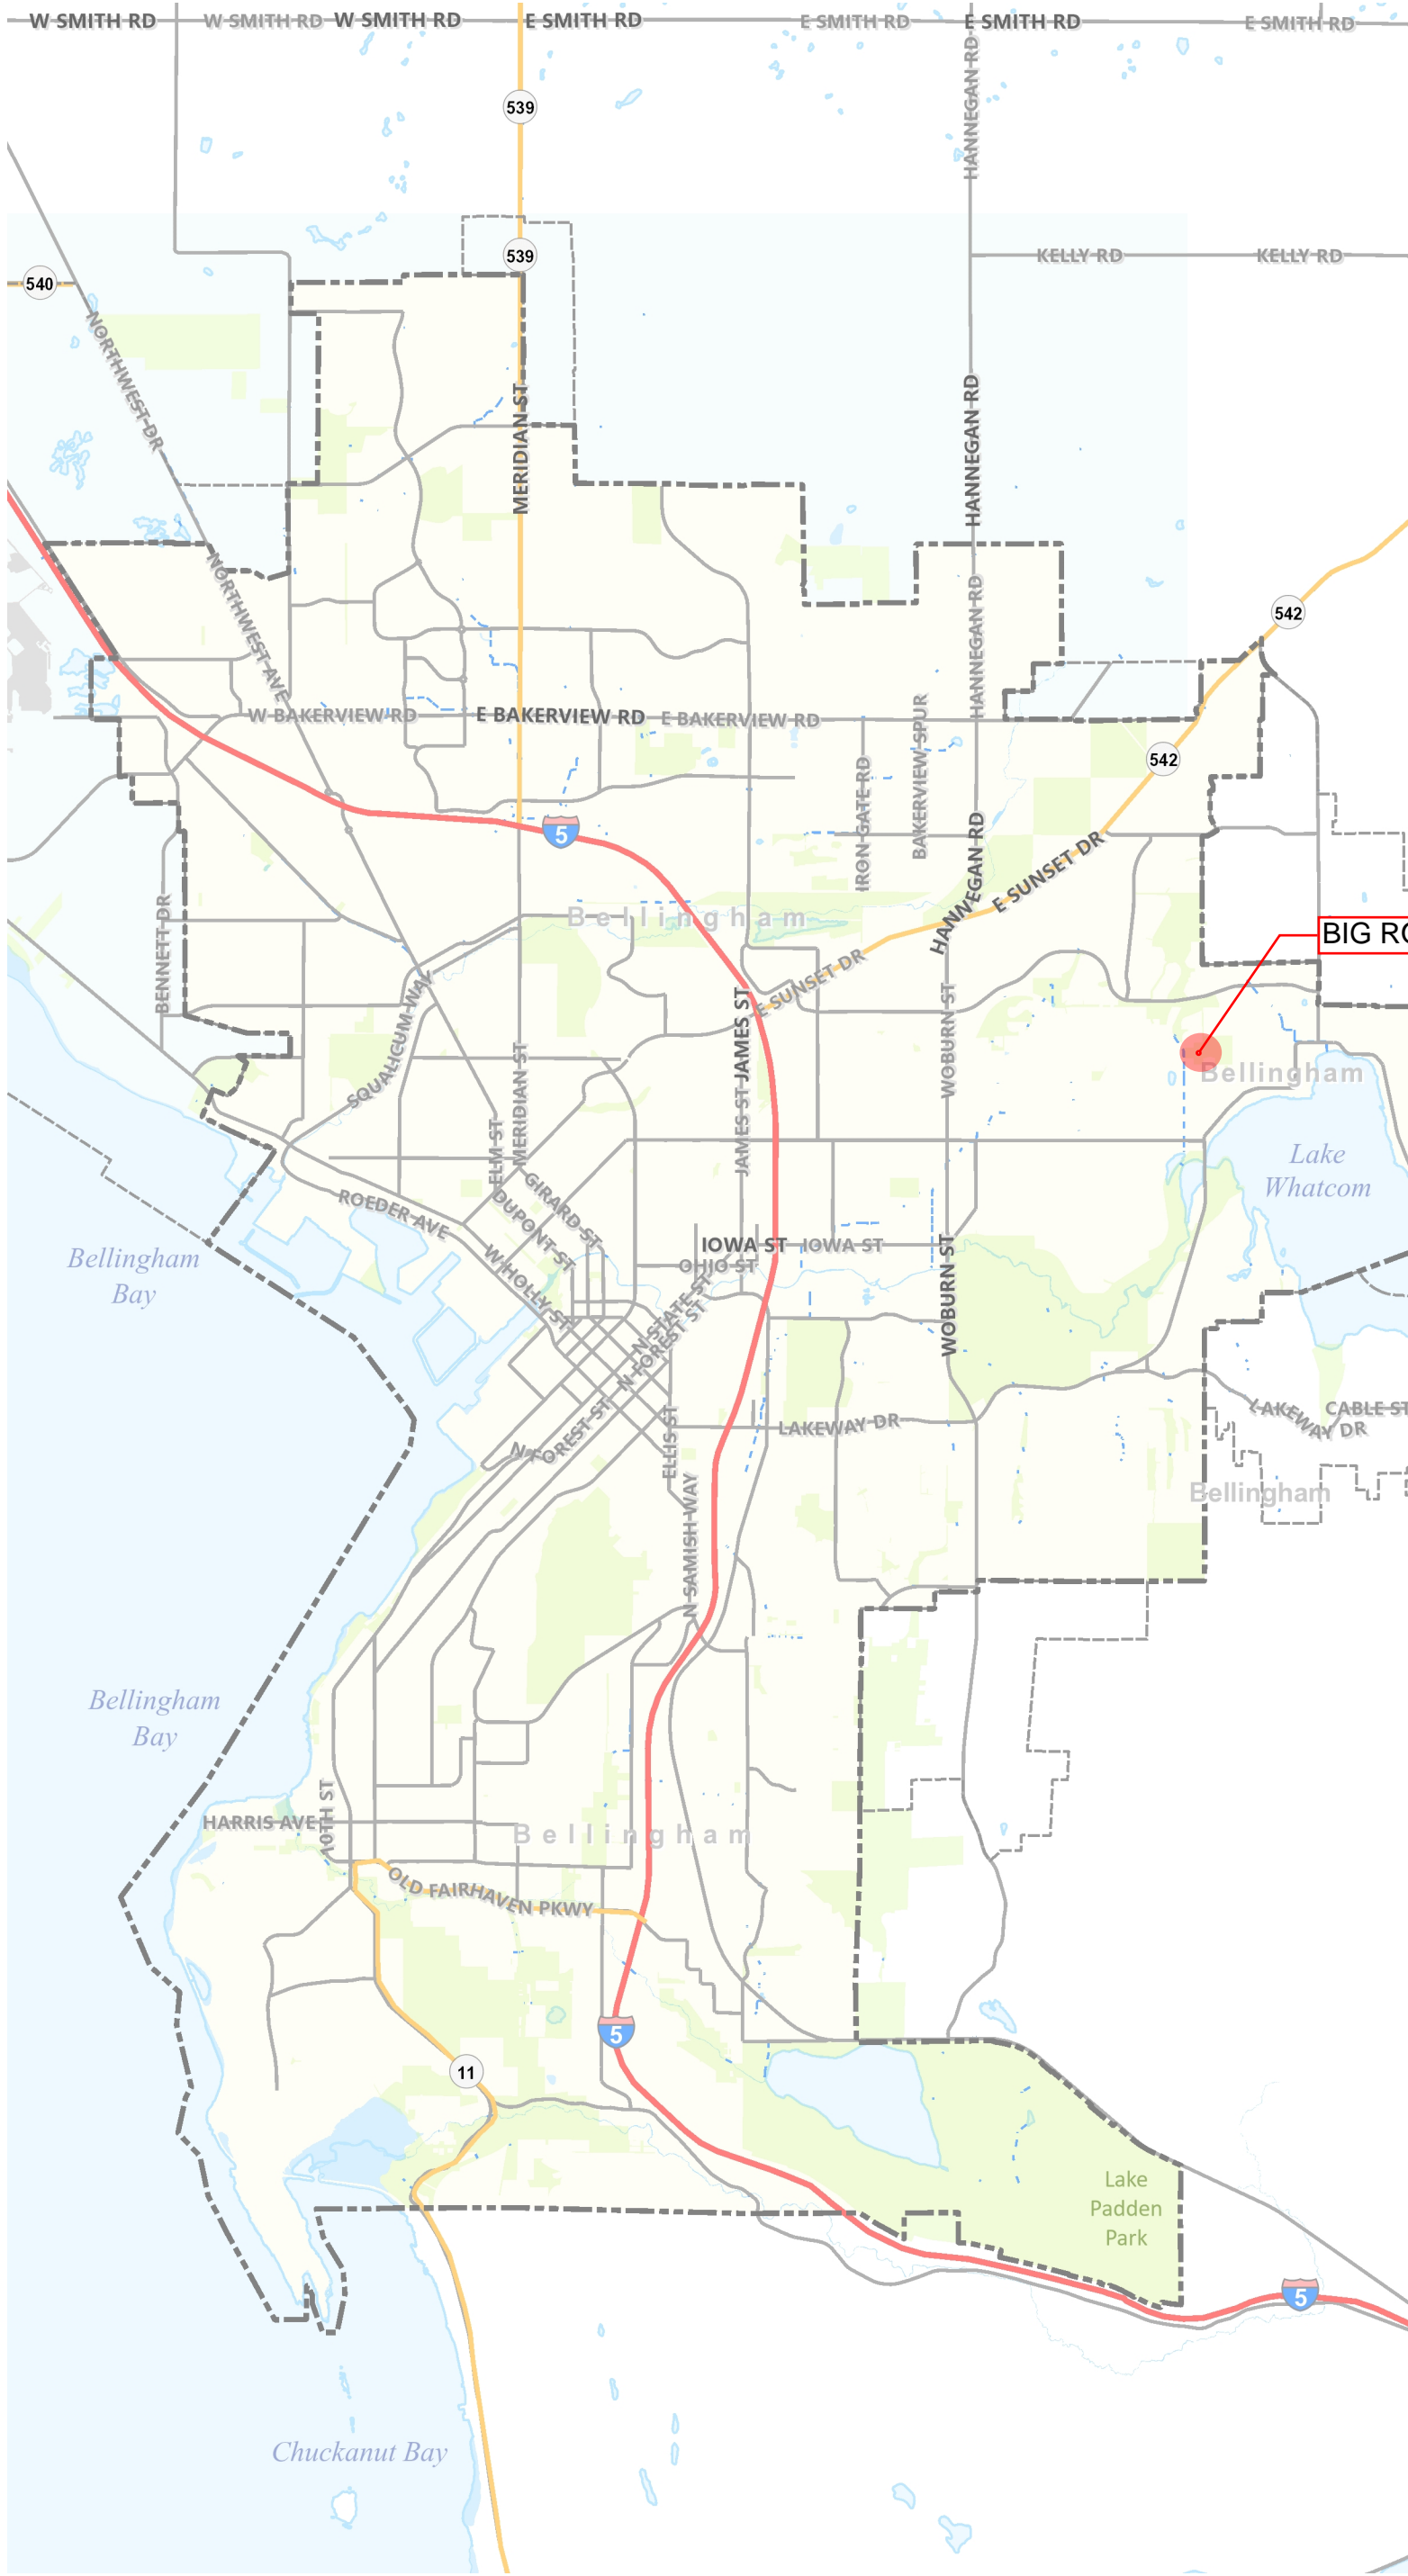 W SMITH RD
W SMITH RD
W SMITH RD
E SMITH RD
E SMITH RD
E SMITH RD
E SMITH RD
HANNEGAN RD
539
539
KELLY RD
KELLY RD
540
NORTHWEST DR
MERIDIAN ST
HANNEGAN RD
542
NORTHWEST AVE
HANNEGAN RD
W BAKERVIEW RD
E BAKERVIEW RD
E BAKERVIEW RD
BAKERVIEW SPUR
IRON GATE RD
542
5
HANNEGAN RD
E SUNSET DR
Bellingham
BENNETT DR
BIG RO
SQUALICUM WAY
E SUNSET DR
JAMES ST
WOBURN ST
MERIDIAN ST
JAMES ST
Bellingham
ELM ST
Lake
Whatcom
GIRARD ST
DUPONT ST
ROEDER AVE
Bellingham
Bay
IOWA ST
IOWA ST
OHIO ST
W HOLLY ST
WOBURN ST
N STATE ST
N FOREST ST
N FOREST ST
ELLIS ST
LAKEWAY DR
LAKEWAY DR
CABLE ST
Bellingham
N SAMISH WAY
Bellingham
Bay
HARRIS AVE
10TH ST
Bellingham
OLD FAIRHAVEN PKWY
5
11
Lake
Padden
Park
5
Chuckanut Bay